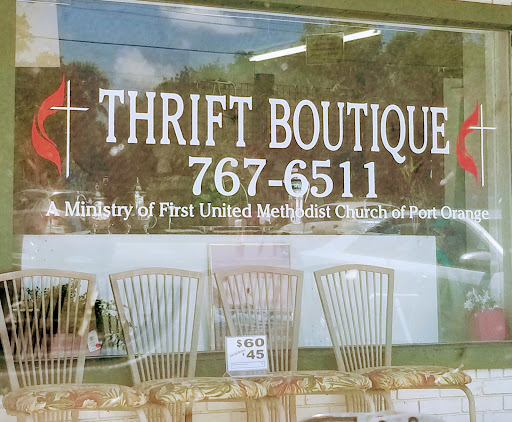 THRIFT BOUTIQUE
767-6511
A Ministry of First United Methodist Church of Port Orange
$60
$45